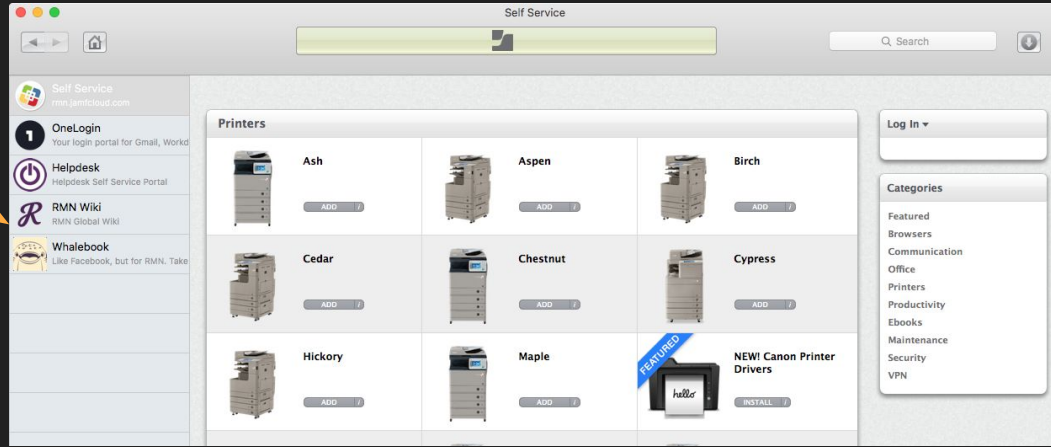 Self Service
Search
Self Service
rmn.jamfcloud.com
1
OneLogin
Your login portal for Gmail, Workd
Helpdesk
Helpdesk Self Service Portal
R
RMN Wiki
RMN Global Wiki
Whalebook
Like Facebook, but for RMN. Take
Printers
Ash
ADD i
Aspen
ADD i
Birch
ADD i
Cedar
ADD i
Chestnut
ADD i
Cypress
ADD i
Hickory
ADD i
Maple
ADD i
FEATURED
hello
NEW! Canon Printer
Drivers
INSTALL i
Log In
Categories
Featured
Browsers
Communication
Office
Printers
Productivity
Ebooks
Maintenance
Security
VPN